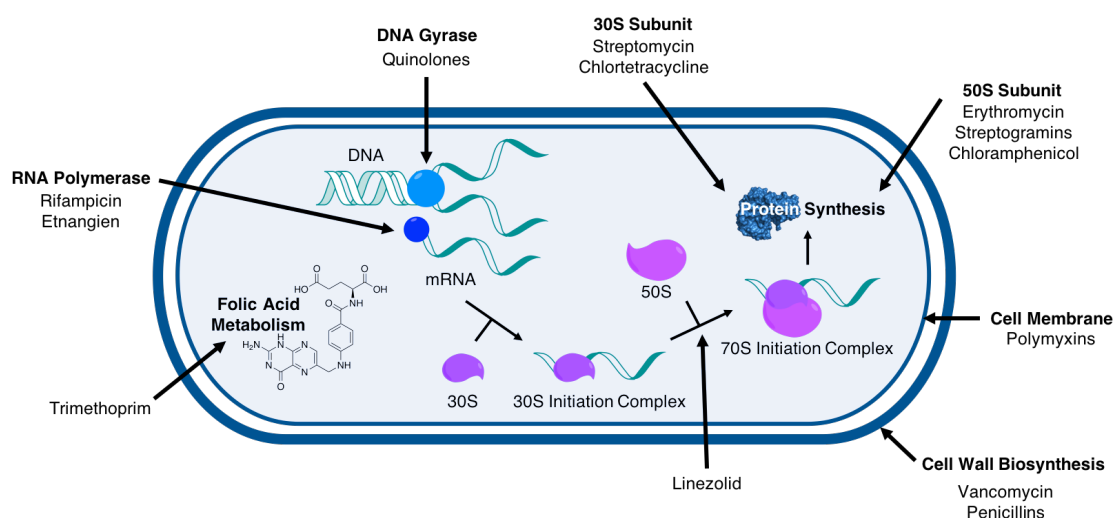 DNA Gyrase
Quinolones
30S Subunit
Streptomycin
Chlortetracycline
50S Subunit
Erythromycin
Streptogramins
Chloramphenicol
RNA Polymerase
Rifampicin
Etnangien
DNA
mRNA
Protein Synthesis
Folic Acid
Metabolism
O
O
HO
OH
NH
O
H
N
H₂N
N
N
N
NH
O
Trimethoprim
30S
30S Initiation Complex
50S
70S Initiation Complex
Linezolid
Cell Membrane
Polymyxins
Cell Wall Biosynthesis
Vancomycin
Penicillins